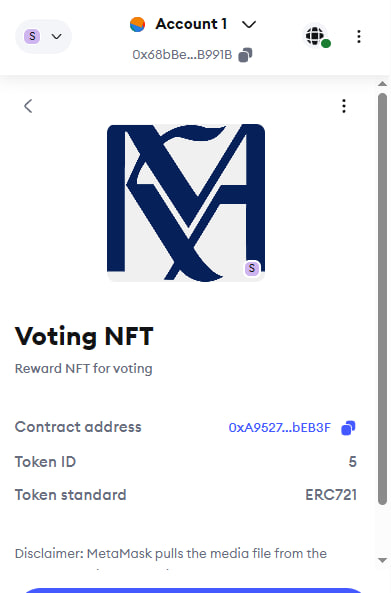 S
Account 1
0x68bBe...B991B
S
Voting NFT
Reward NFT for voting
Contract address 0xA9527...bEB3F
Token ID 5
Token standard ERC721
Disclaimer: MetaMask pulls the media file from the